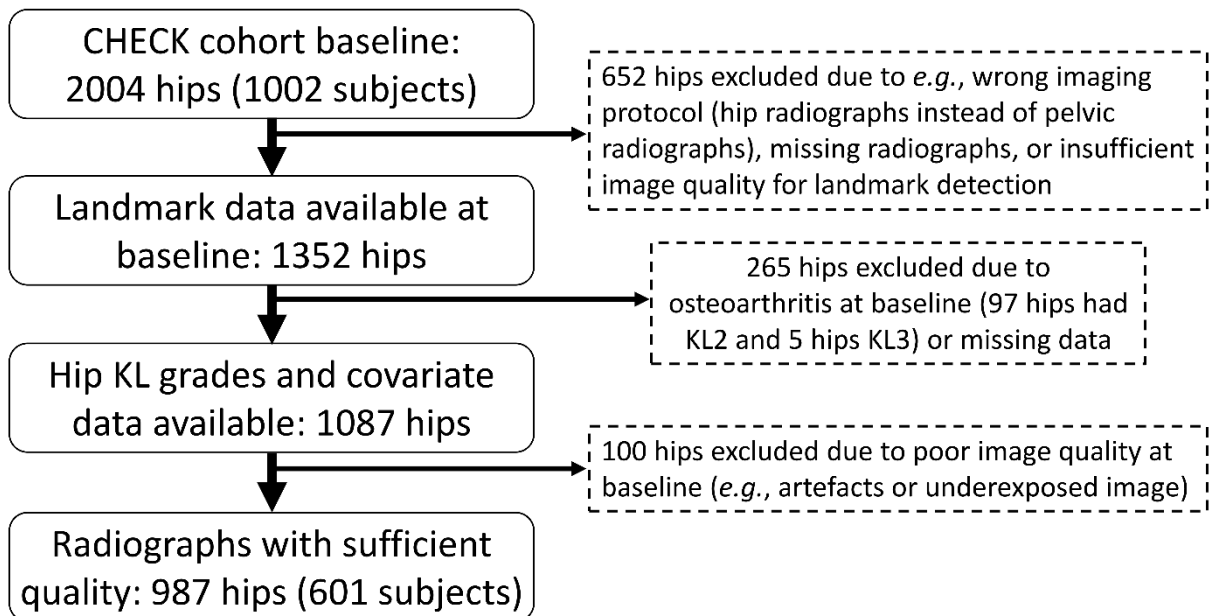 CHECK cohort baseline:
2004 hips (1002 subjects)
652 hips excluded due to e.g., wrong imaging
protocol (hip radiographs instead of pelvic
radiographs), missing radiographs, or insufficient
image quality for landmark detection
Landmark data available at
baseline: 1352 hips
265 hips excluded due to
osteoarthritis at baseline (97 hips had
KL2 and 5 hips KL3) or missing data
Hip KL grades and covariate
data available: 1087 hips
100 hips excluded due to poor image quality at
baseline (e.g., artefacts or underexposed image)
Radiographs with sufficient
quality: 987 hips (601 subjects)